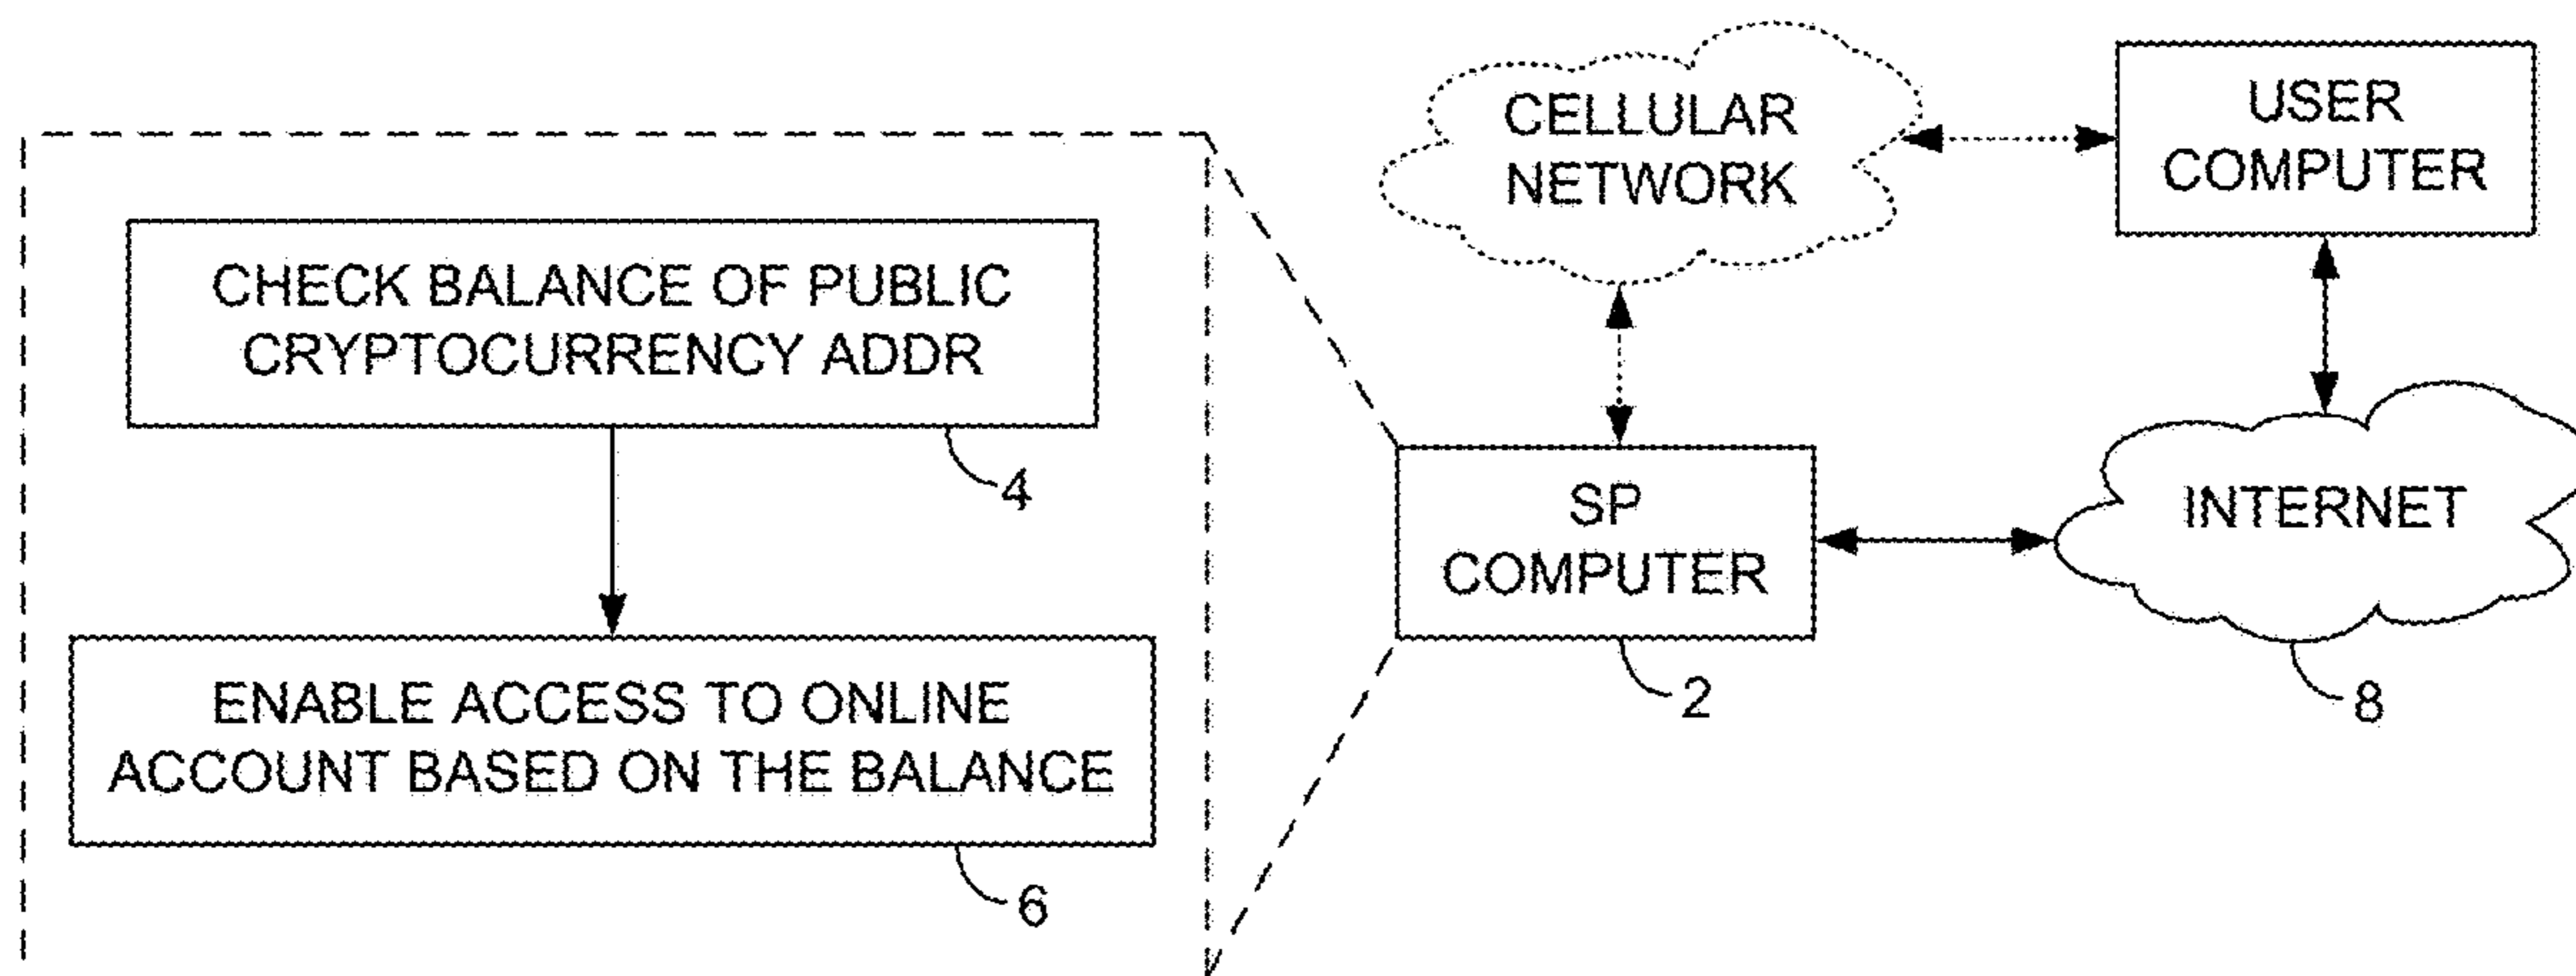 CELLULAR
NETWORK
USER
COMPUTER
CHECK BALANCE OF PUBLIC
CRYPTOCURRENCY ADDR
4
SP
COMPUTER
2
INTERNET
8
ENABLE ACCESS TO ONLINE
ACCOUNT BASED ON THE BALANCE
6